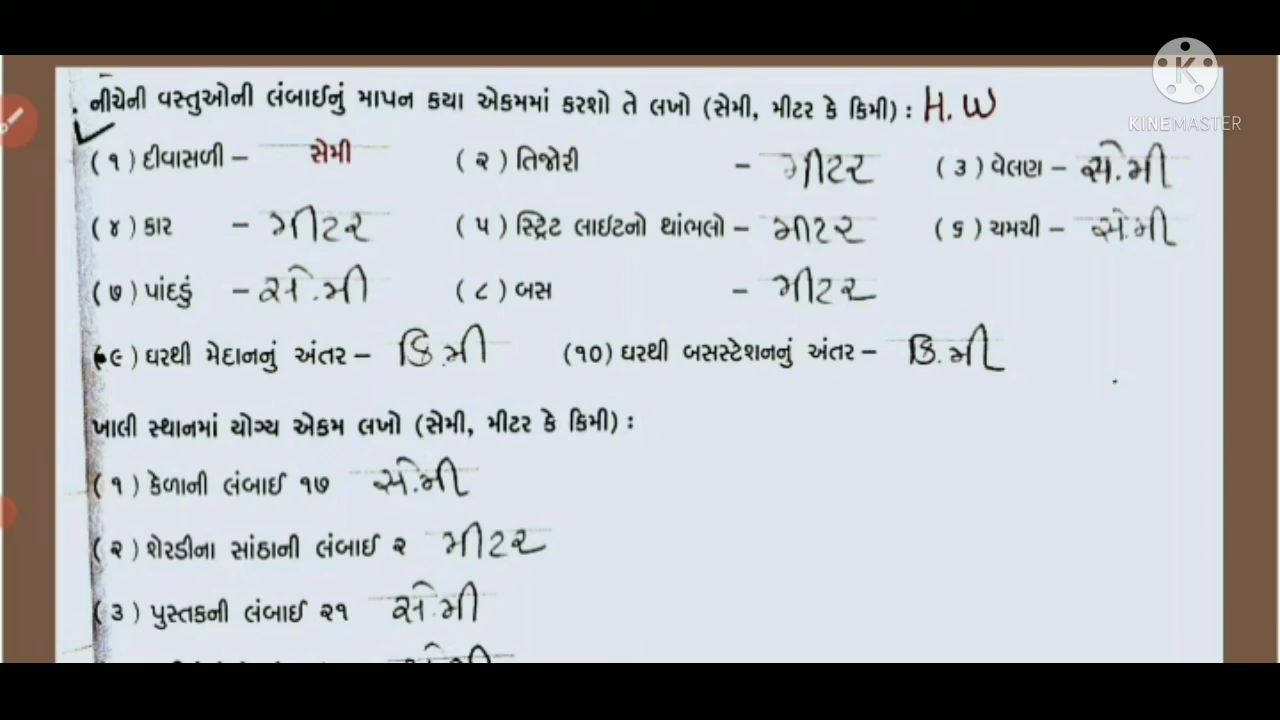 નીચેની વસ્તુઓની લંબાઈનું માપન કયા એકમમાં કરશો તે લખો (સેમી, મીટર કે કિમી) : H.W
K
KINEMASTER
(૧) દીવાસળી – સેમી (૨) તિજોરી – મીટર (૩) વેલણ – સે.મી
(૪) કાર – મીટર (૫) સ્ટ્રિટ લાઈટનો થાંભલો – મીટર (૬) ચમચી – સે.મી
(૭) પાંદડું – સે.મી (૮) બસ – મીટર
(૯) ઘરથી મેદાનનું અંતર – કિ.મી (૧૦) ઘરથી બસસ્ટેશનનું અંતર – કિ.મી
ખાલી સ્થાનમાં યોગ્ય એકમ લખો (સેમી, મીટર કે કિમી) :
(૧) કેળાની લંબાઈ ૧૭ સે.મી
(૨) શેરડીના સાંઠાની લંબાઈ ૨ મીટર
(૩) પુસ્તકની લંબાઈ ૨૧ સે.મી